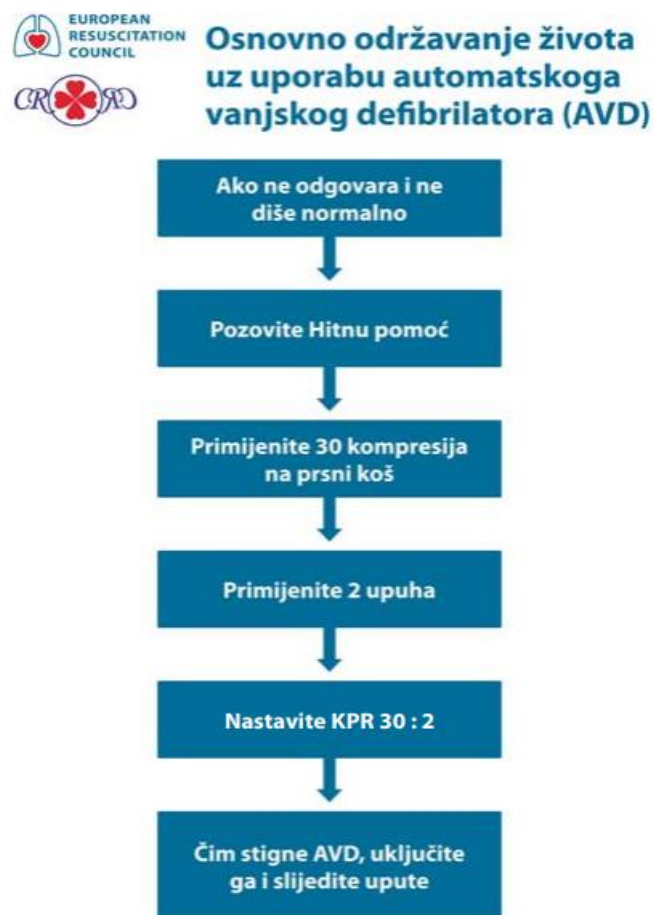 EUROPEAN
RESUSCITATION
COUNCIL
Osnovno održavanje života
uz uporabu automatskoga
vanjskog defibrilatora (AVD)
Ako ne odgovara i ne
diše normalno
Pozovite Hitnu pomoć
Primijenite 30 kompresija
na prsni koš
Primijenite 2 upuha
Nastavite KPR 30 : 2
Čim stigne AVD, uključite
ga i slijedite upute